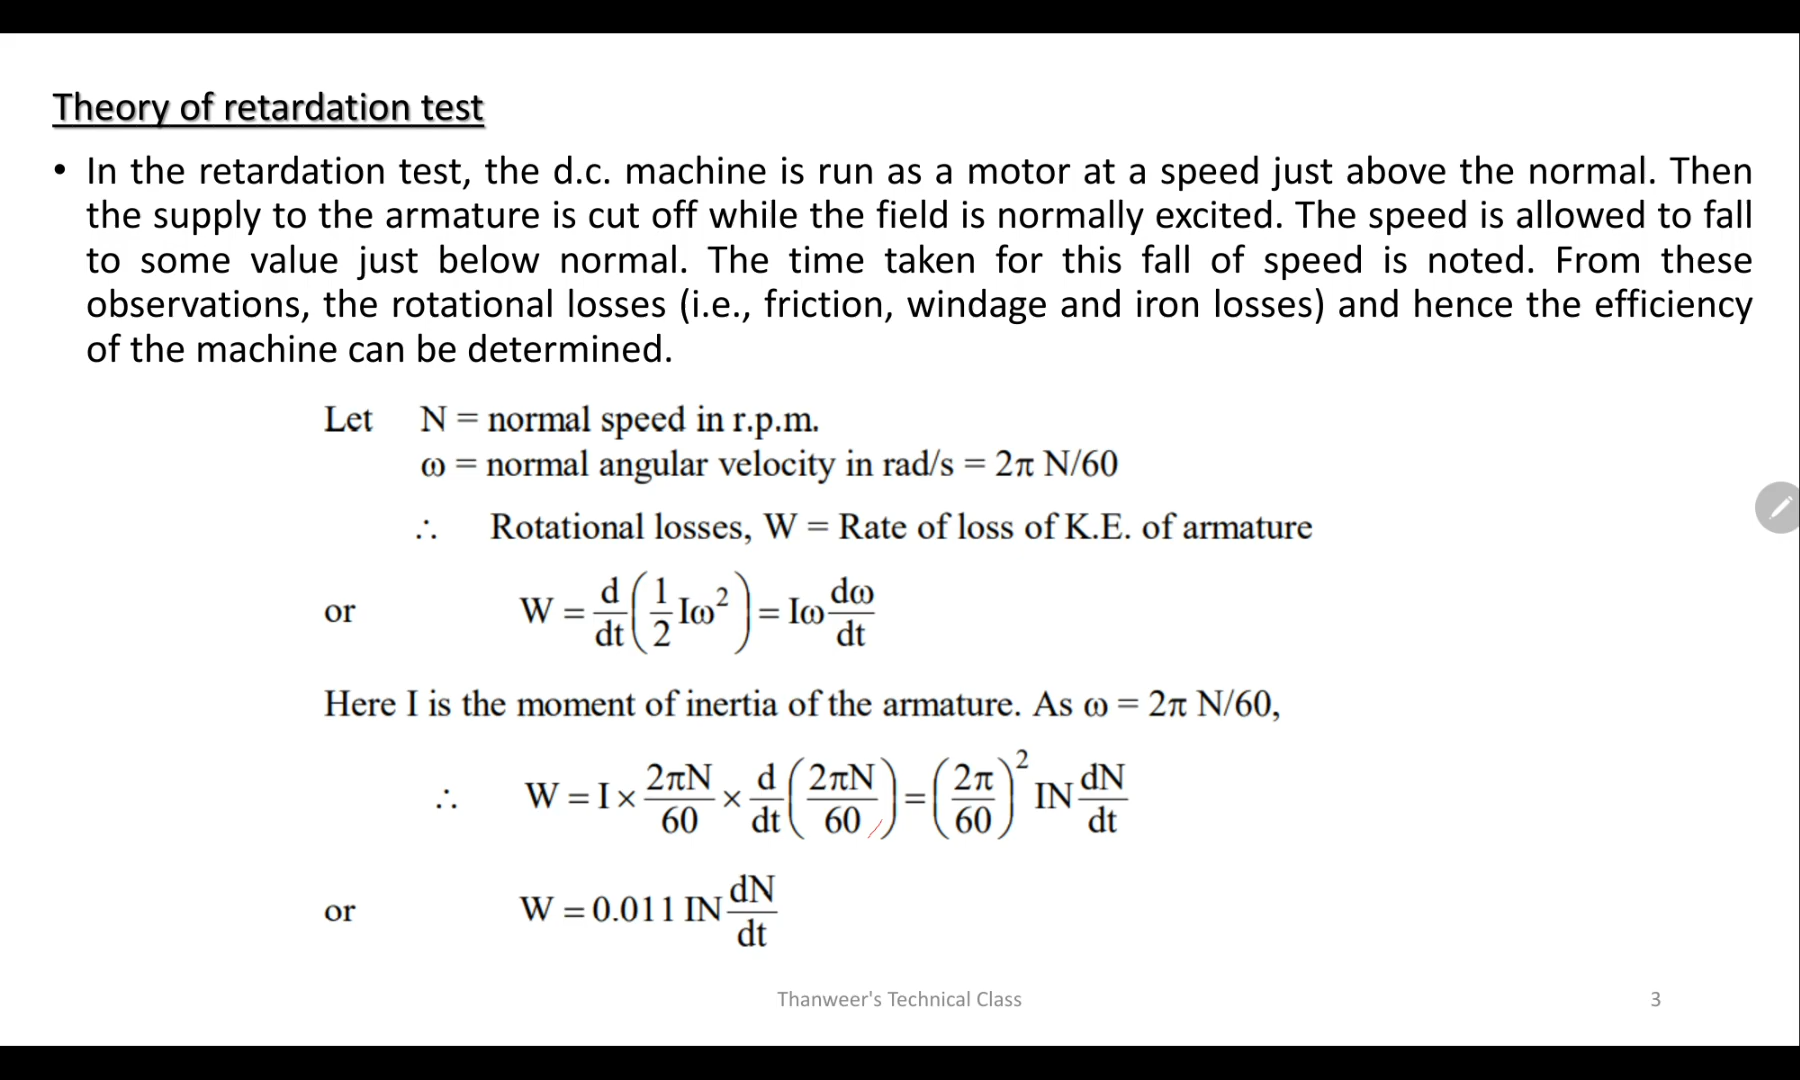 Theory of retardation test
• In the retardation test, the d.c. machine is run as a motor at a speed just above the normal. Then
the supply to the armature is cut off while the field is normally excited. The speed is allowed to fall
to some value just below normal. The time taken for this fall of speed is noted. From these
observations, the rotational losses (i.e., friction, windage and iron losses) and hence the efficiency
of the machine can be determined.
Let N = normal speed in r.p.m.
ω = normal angular velocity in rad/s = 2π N/60
∴ Rotational losses, W = Rate of loss of K.E. of armature
or W = d/dt (1/2 Iω²) = Iω dω/dt
Here I is the moment of inertia of the armature. As ω = 2π N/60,
∴ W = I × 2πN/60 × d/dt (2πN/60) = (2π/60)² IN dN/dt
or W = 0.011 IN dN/dt
Thanweer's Technical Class 3